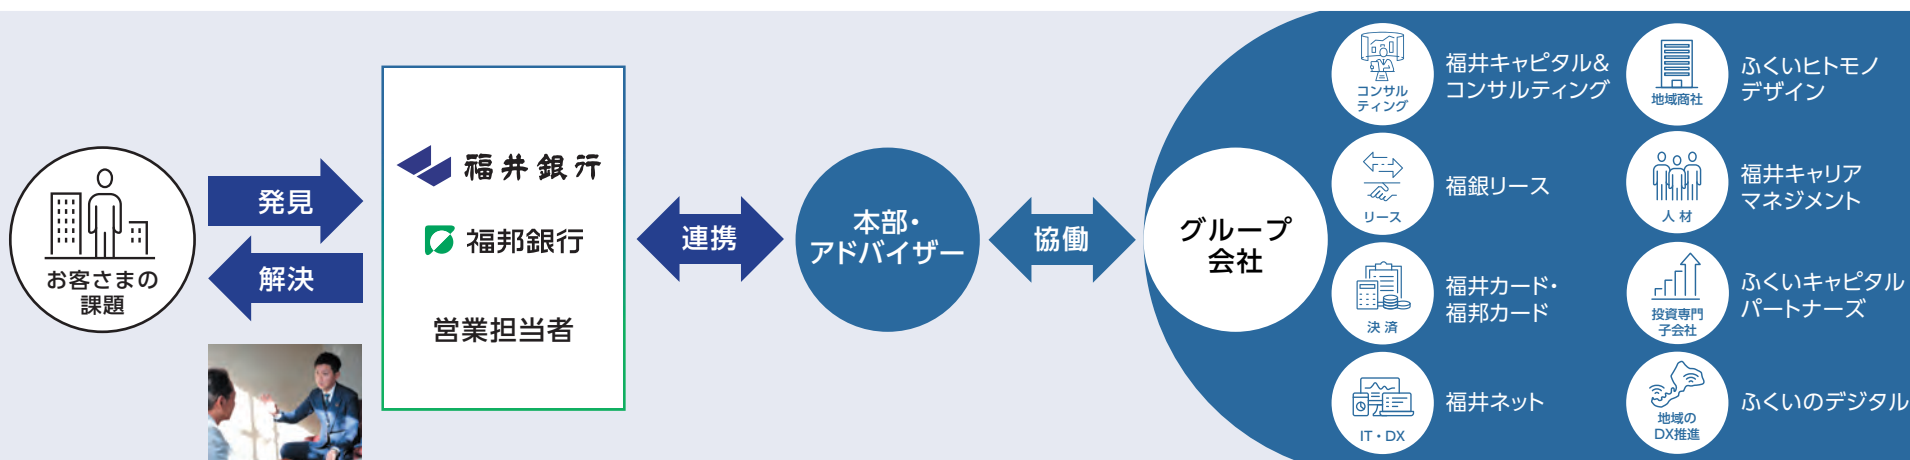 お客さまの
課題
発見
解決
福井銀行
福邦銀行
営業担当者
連携
本部・
アドバイザー
協働
グループ
会社
コンサル
ティング
福井キャピタル&
コンサルティング
リース
福銀リース
決済
福井カード・
福邦カード
IT・DX
福井ネット
地域商社
ふくいヒトモノ
デザイン
人材
福井キャリア
マネジメント
投資専門
子会社
ふくいキャピタル
パートナーズ
地域の
DX推進
ふくいのデジタル